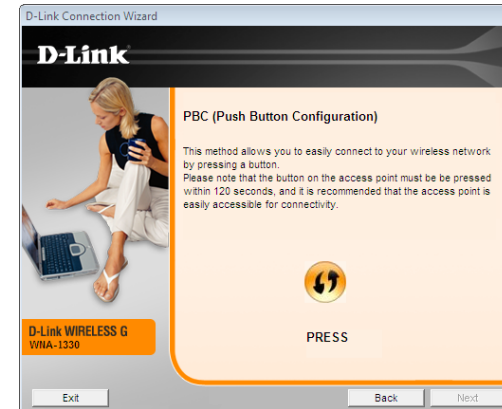 D-Link Connection Wizard
D-Link
PBC (Push Button Configuration)
This method allows you to easily connect to your wireless network
by pressing a button.
Please note that the button on the access point must be be pressed
within 120 seconds, and it is recommended that the access point is
easily accessible for connectivity.
PRESS
D-Link WIRELESS G
WNA-1330
Exit
Back
Next